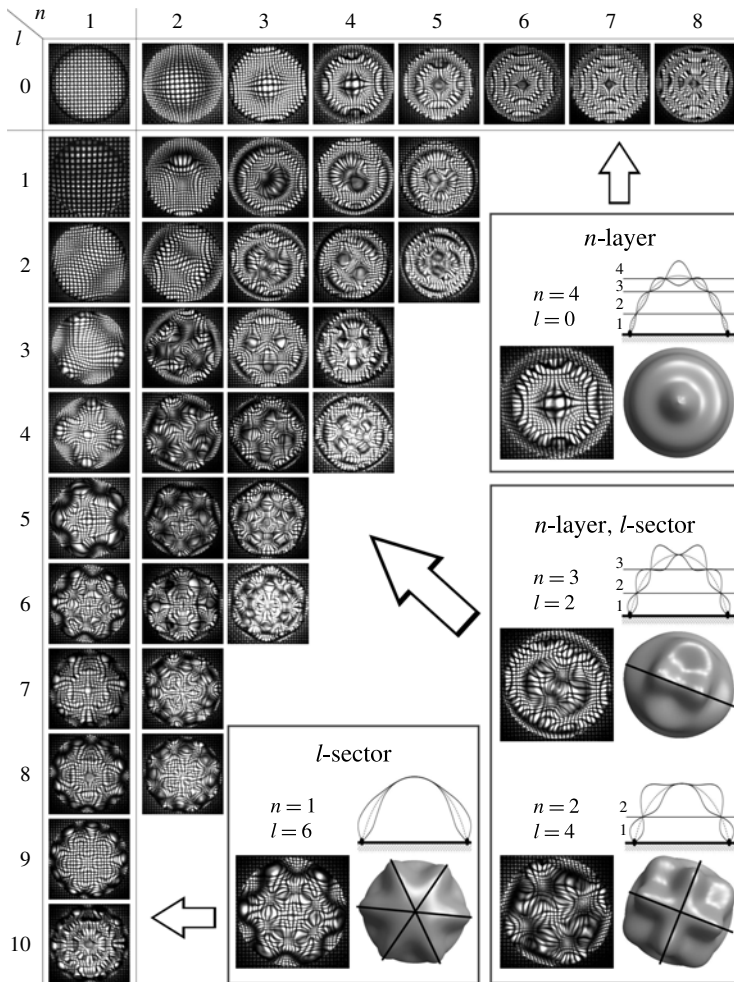 n
l
1 2 3 4 5 6 7 8
0
1
2
3
4
5
6
7
8
9
10
n-layer
n = 4
l = 0
4
3
2
1
n-layer, l-sector
n = 3
l = 2
3
2
1
n = 2
l = 4
2
1
l-sector
n = 1
l = 6